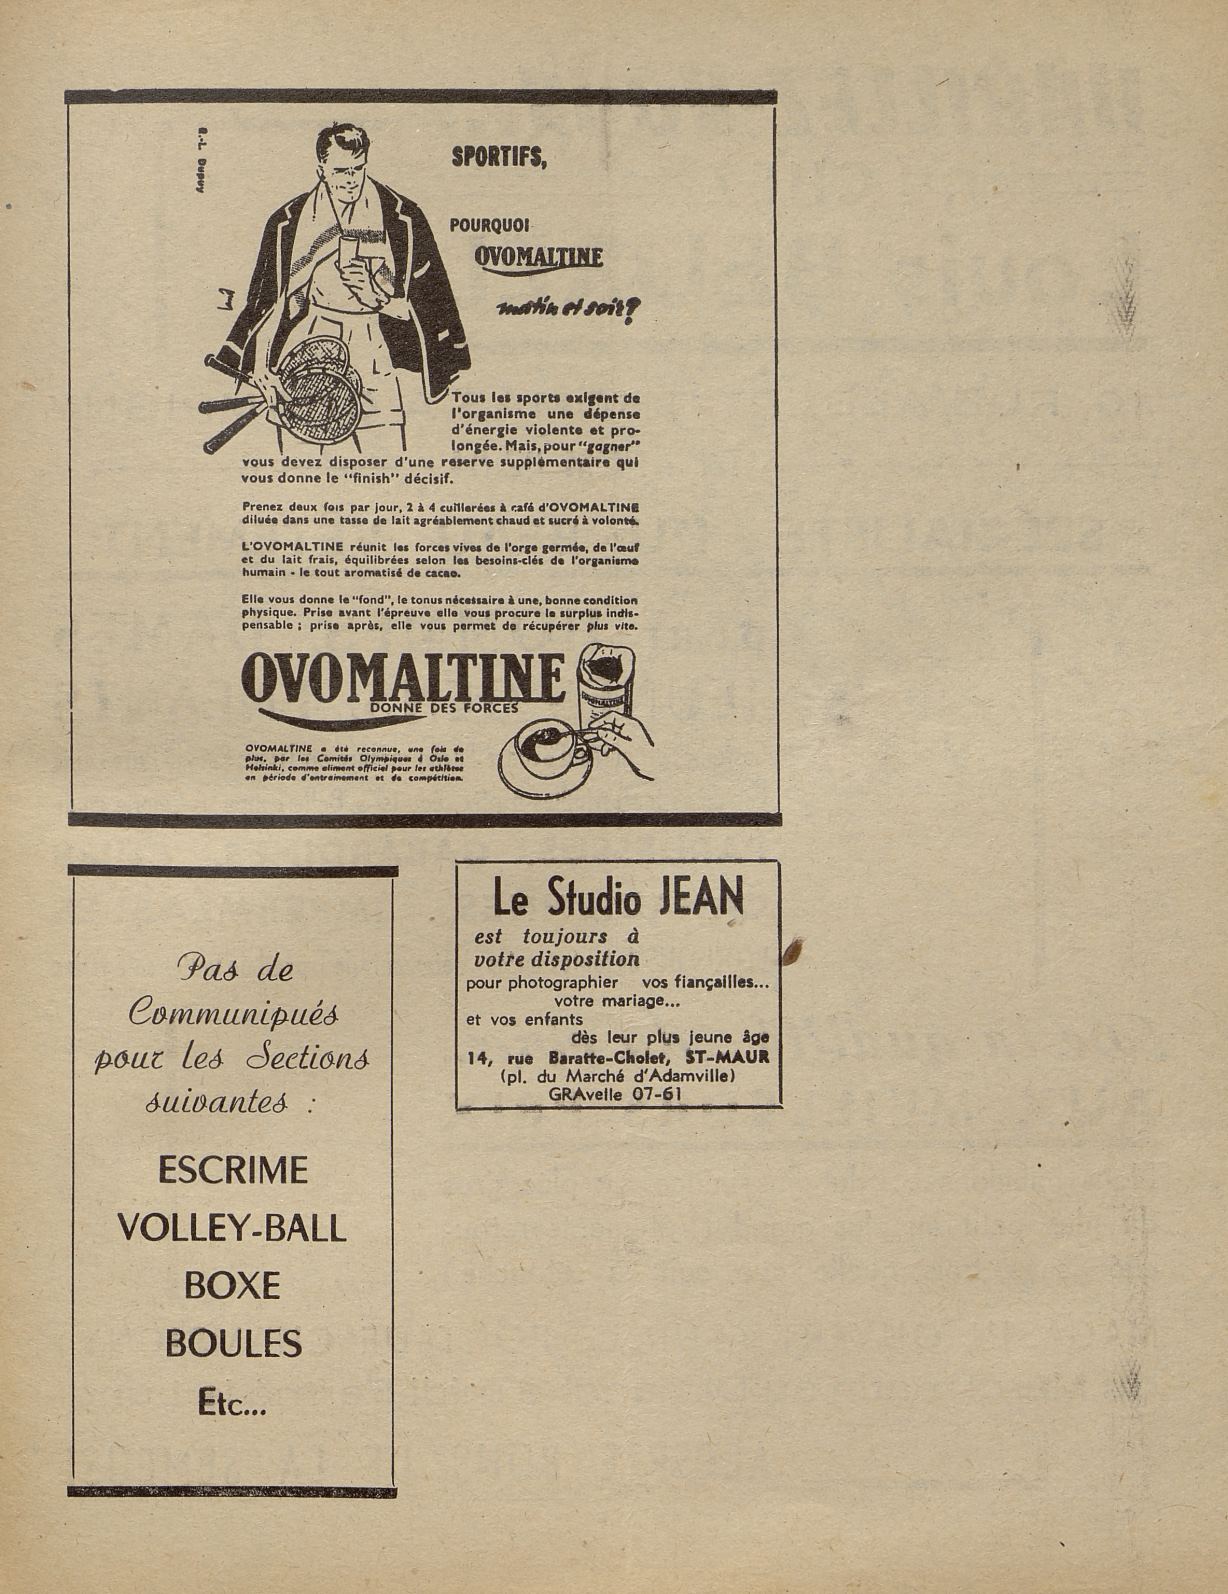 R.-L. Dupuy
SPORTIFS,
POURQUOI
OVOMALTINE
matin et soir?
Tous les sports exigent de
l'organisme une dépense
d'énergie violente et pro-
longée. Mais, pour "gagner"
vous devez disposer d'une reserve supplémentaire qui
vous donne le "finish" décisif.
Prenez deux fois par jour, 2 à 4 cuillerées à café d'OVOMALTINE
diluée dans une tasse de lait agréablement chaud et sucré à volonté.
L'OVOMALTINE réunit les forces vives de l'orge germée, de l'œuf
et du lait frais, équilibrées selon les besoins-clés de l'organisme
humain - le tout aromatisé de cacao.
Elle vous donne le "fond", le tonus nécessaire à une, bonne condition
physique. Prise avant l'épreuve elle vous procure le surplus indis-
pensable ; prise après, elle vous permet de récupérer plus vite.
OVOMALTINE
DONNE DES FORCES
OVOMALTINE
OVOMALTINE a été reconnue, une fois de
plus, par les Comités Olympiques d'Oslo et
Helsinki, comme aliment officiel pour les athlètes
en période d'entrainement et de compétition.
Pas de
Communiqués
pour les Sections
suivantes :
ESCRIME
VOLLEY-BALL
BOXE
BOULES
Etc...
Le Studio JEAN
est toujours à
votre disposition
pour photographier vos fiançailles...
votre mariage...
et vos enfants
dès leur plus jeune âge
14, rue Baratte-Cholet, ST-MAUR
(pl. du Marché d'Adamville)
GRAvelle 07-61